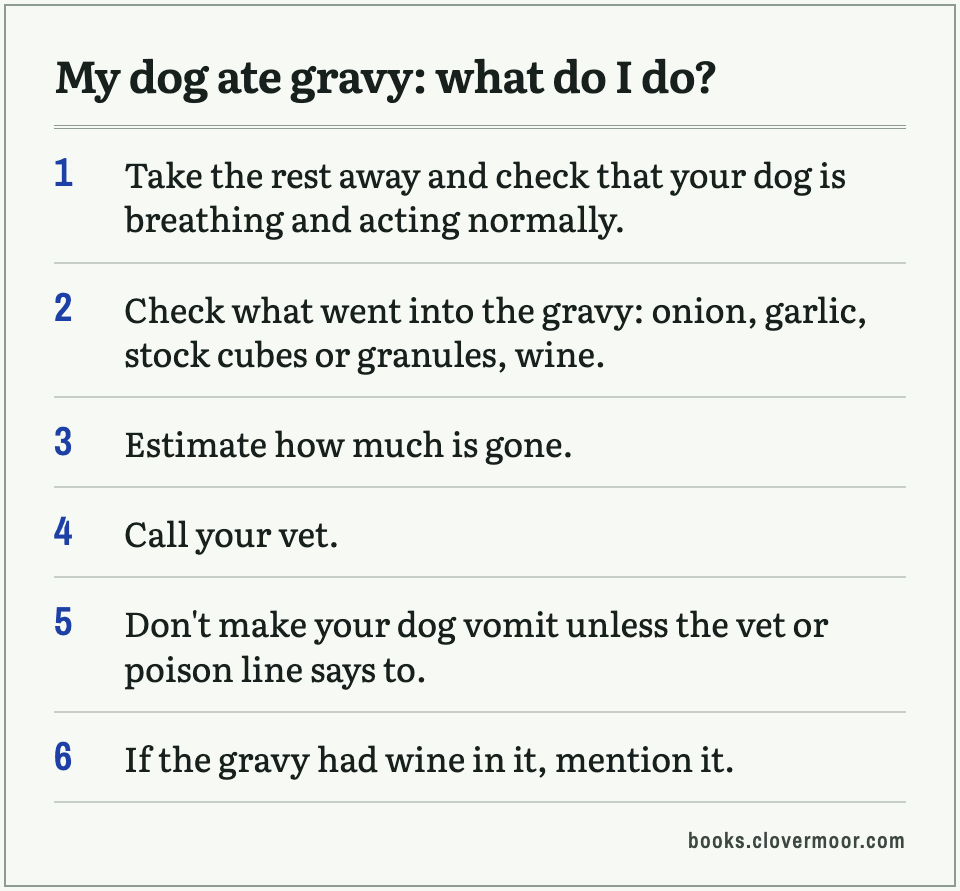 My dog ate gravy: what do I do?
1 Take the rest away and check that your dog is
breathing and acting normally.
2 Check what went into the gravy: onion, garlic,
stock cubes or granules, wine.
3 Estimate how much is gone.
4 Call your vet.
5 Don't make your dog vomit unless the vet or
poison line says to.
6 If the gravy had wine in it, mention it.
books.clovermoor.com